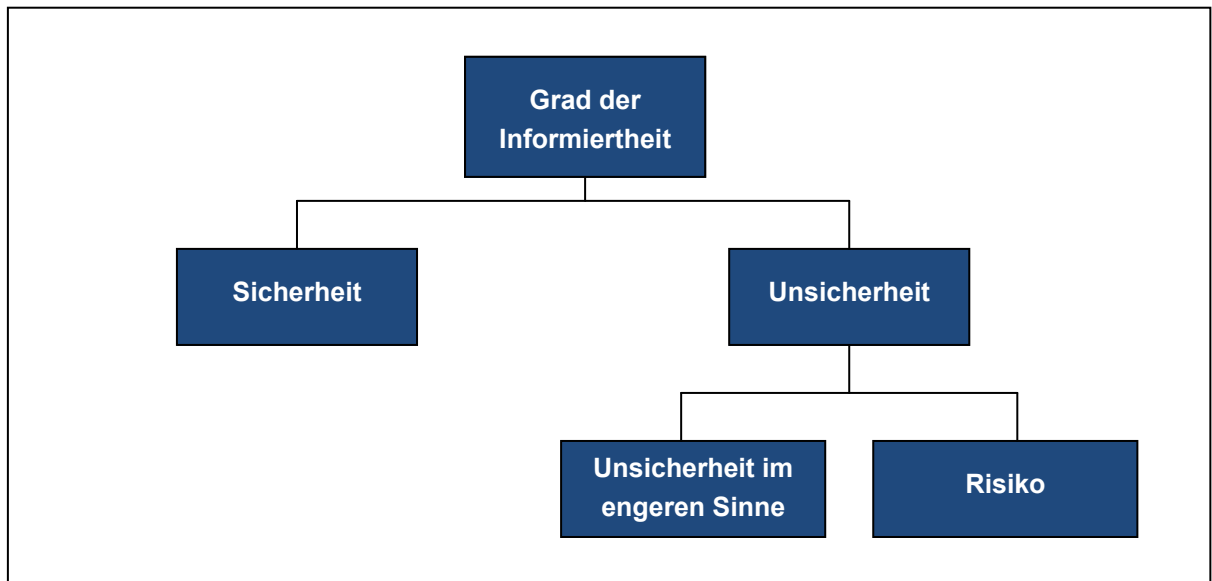 Grad der
Informiertheit
Sicherheit
Unsicherheit
Unsicherheit im
engeren Sinne
Risiko